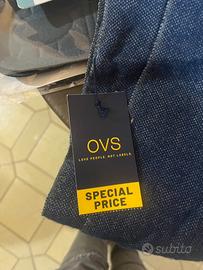 OVS
LOVE PEOPLE, NOT LABELS.
SPECIAL
PRICE
subito